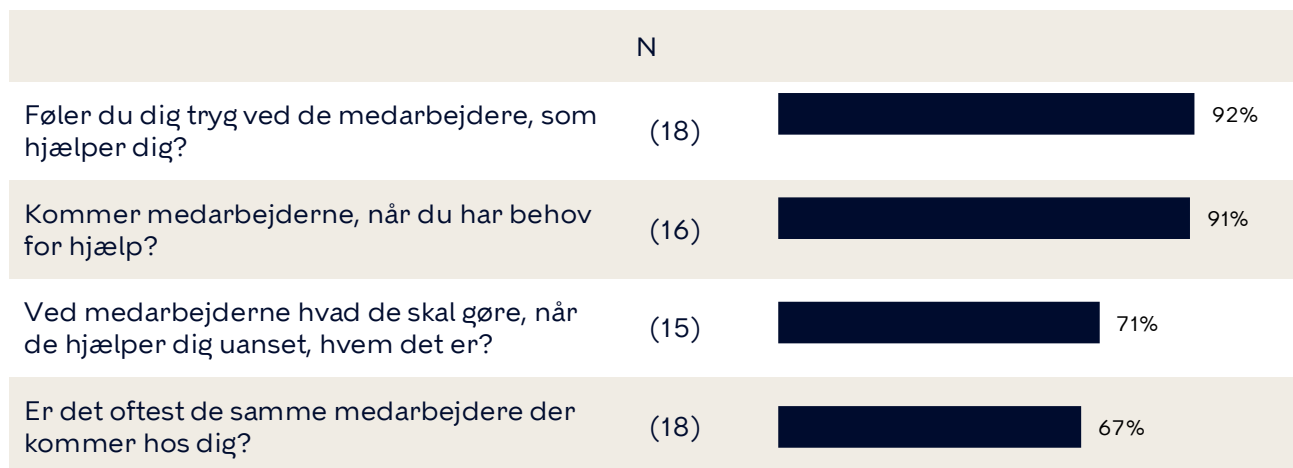 N
Føler du dig tryg ved de medarbejdere, som
hjælper dig?
(18)
92%
Kommer medarbejderne, når du har behov
for hjælp?
(16)
91%
Ved medarbejderne hvad de skal gøre, når
de hjælper dig uanset, hvem det er?
(15)
71%
Er det oftest de samme medarbejdere der
kommer hos dig?
(18)
67%